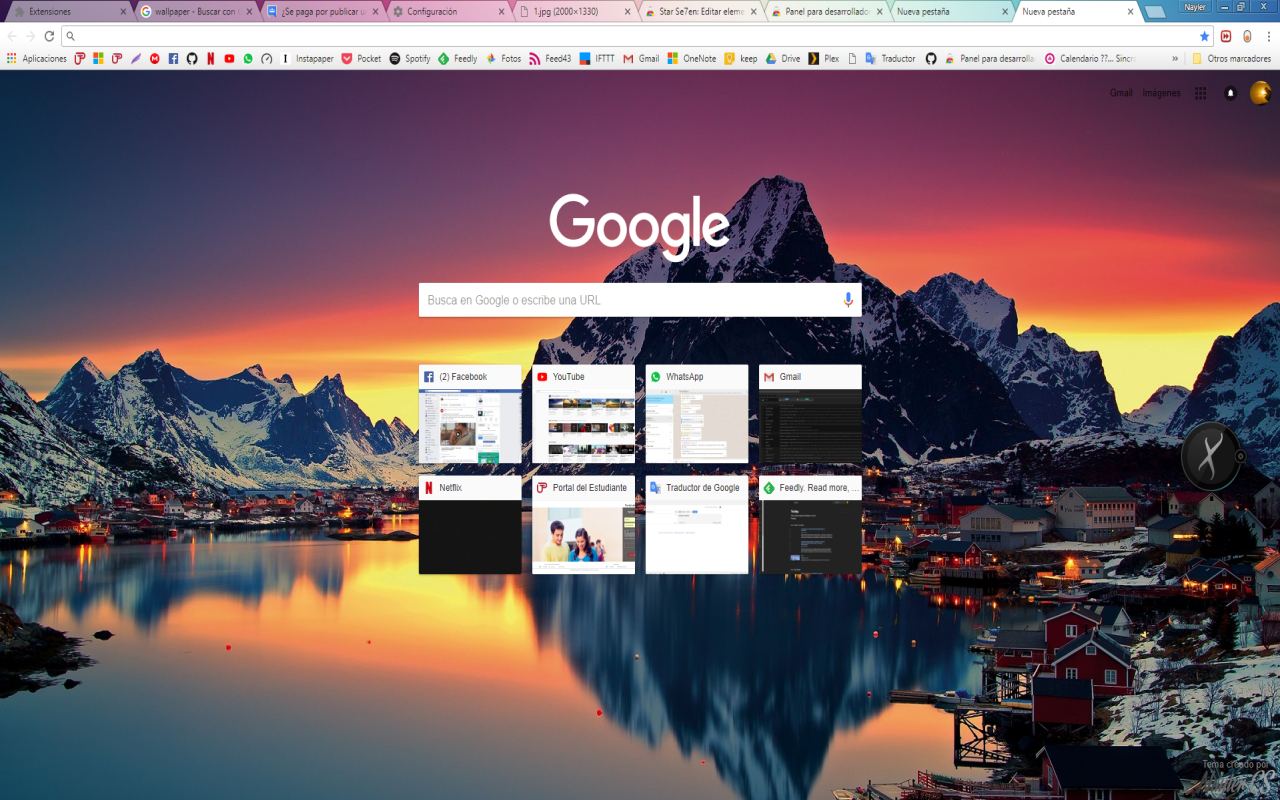 Extensiones
wallpaper - Buscar con
¿Se paga por publicar
Configuración
1.jpg (2000×1330)
Star Se7en: Editar eleme
Panel para desarrollado
Nueva pestaña
Nueva pestaña
Nayler
Aplicaciones
Instapaper
Pocket
Spotify
Feedly
Fotos
Feed43
IFTTT
Gmail
OneNote
keep
Drive
Plex
Traductor
Panel para desarrolla
Calendario ??... Sincr
»
Otros marcadores
Gmail
Imágenes
Google
Busca en Google o escribe una URL
(2) Facebook
YouTube
WhatsApp
Gmail
Netflix
Portal del Estudiante
Traductor de Google
Feedly. Read more, ...
Tema creado por